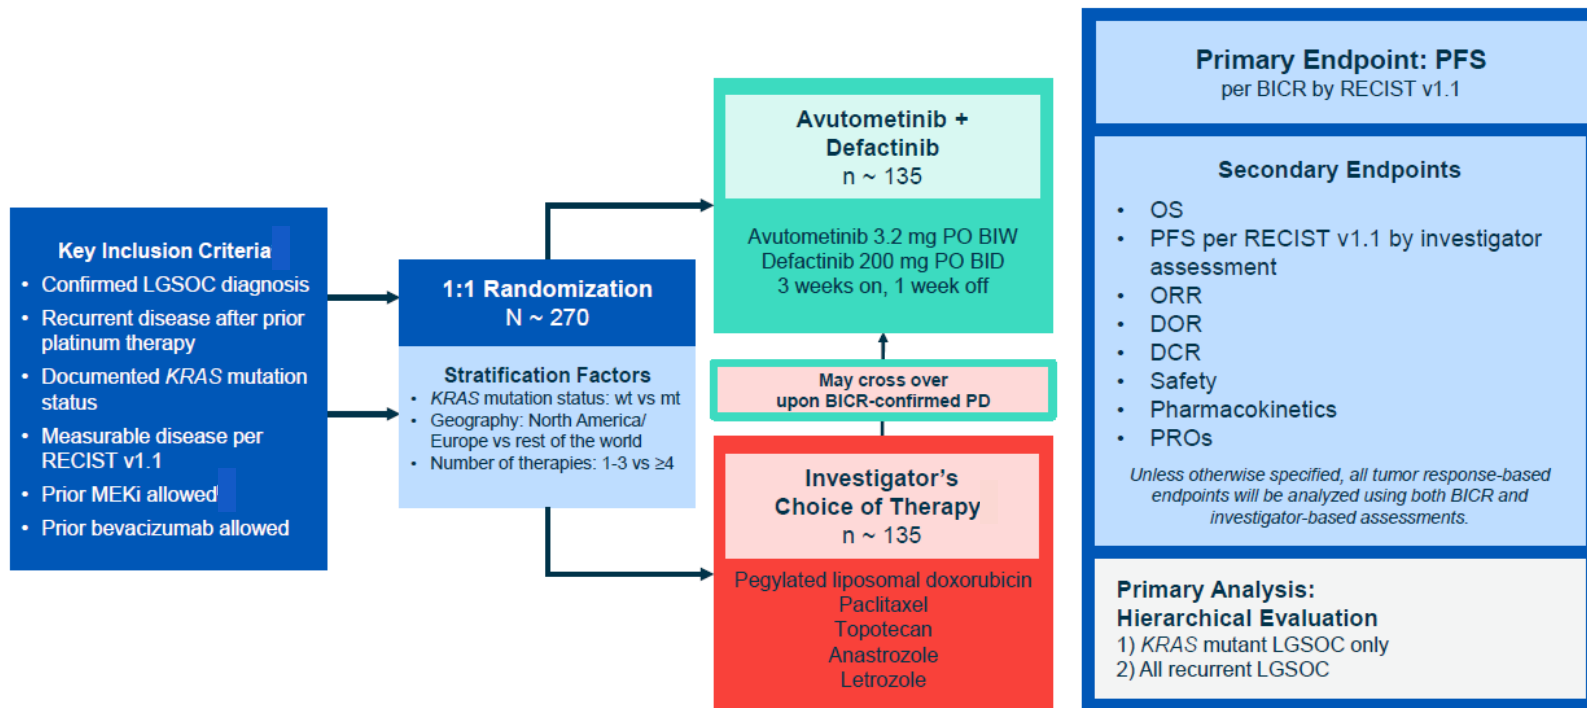 Key Inclusion Criteria
• Confirmed LGSOC diagnosis
• Recurrent disease after prior
platinum therapy
• Documented KRAS mutation
status
• Measurable disease per
RECIST v1.1
• Prior MEKi allowed
• Prior bevacizumab allowed
1:1 Randomization
N ~ 270
Stratification Factors
• KRAS mutation status: wt vs mt
• Geography: North America/
Europe vs rest of the world
• Number of therapies: 1-3 vs ≥4
Avutometinib +
Defactinib
n ~ 135
Avutometinib 3.2 mg PO BIW
Defactinib 200 mg PO BID
3 weeks on, 1 week off
May cross over
upon BICR-confirmed PD
Investigator’s
Choice of Therapy
n ~ 135
Pegylated liposomal doxorubicin
Paclitaxel
Topotecan
Anastrozole
Letrozole
Primary Endpoint: PFS
per BICR by RECIST v1.1
Secondary Endpoints
• OS
• PFS per RECIST v1.1 by investigator
assessment
• ORR
• DOR
• DCR
• Safety
• Pharmacokinetics
• PROs
Unless otherwise specified, all tumor response-based
endpoints will be analyzed using both BICR and
investigator-based assessments.
Primary Analysis:
Hierarchical Evaluation
1) KRAS mutant LGSOC only
2) All recurrent LGSOC